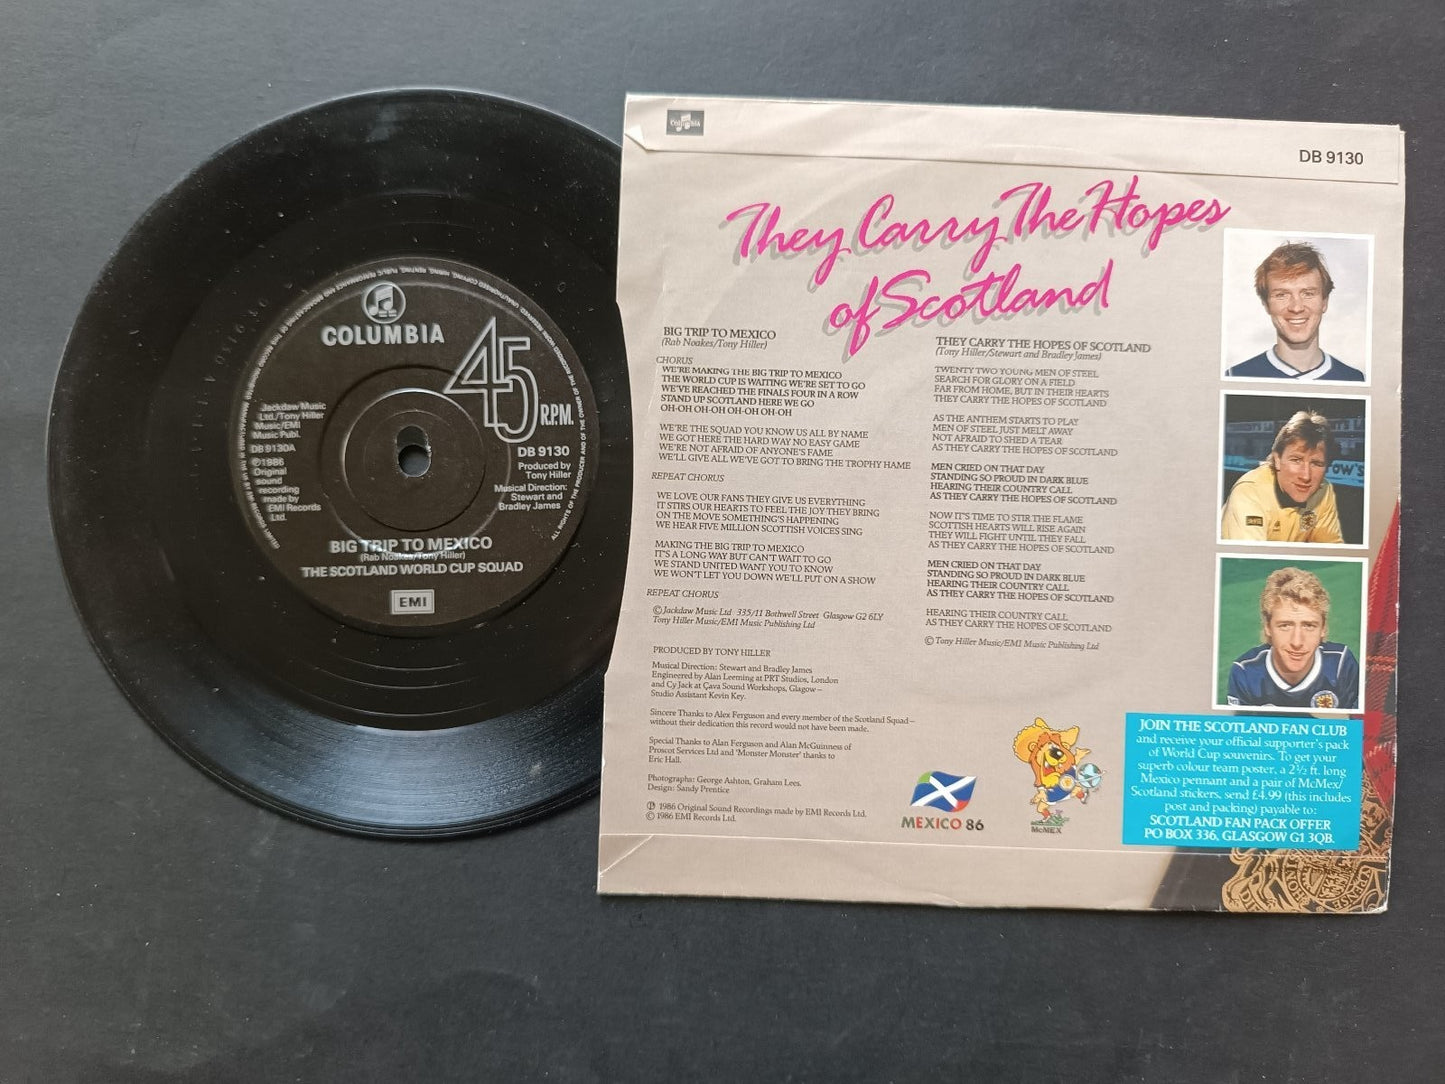 COLUMBIA
45
R.P.M.
Jackdaw Music
Ltd./Tony Hiller
Music/EMI
Music Publ.
DB 9130A
℗1986
Original
sound
recording
made by
EMI Records
Ltd.
DB 9130
Produced by
Tony Hiller
Musical Direction:
Stewart and
Bradley James
BIG TRIP TO MEXICO
(Rab Noakes/Tony Hiller)
THE SCOTLAND WORLD CUP SQUAD
EMI
Columbia
DB 9130
They Carry The Hopes
of Scotland
BIG TRIP TO MEXICO
(Rab Noakes/Tony Hiller)
CHORUS
WE'RE MAKING THE BIG TRIP TO MEXICO
THE WORLD CUP IS WAITING WE'RE SET TO GO
WE'VE REACHED THE FINALS FOUR IN A ROW
STAND UP SCOTLAND HERE WE GO
OH-OH OH-OH OH-OH OH-OH
WE'RE THE SQUAD YOU KNOW US ALL BY NAME
WE GOT HERE THE HARD WAY NO EASY GAME
WE'RE NOT AFRAID OF ANYONE'S FAME
WE'LL GIVE ALL WE'VE GOT TO BRING THE TROPHY HAME
REPEAT CHORUS
WE LOVE OUR FANS THEY GIVE US EVERYTHING
IT STIRS OUR HEARTS TO FEEL THE JOY THEY BRING
ON THE MOVE SOMETHING'S HAPPENING
WE HEAR FIVE MILLION SCOTTISH VOICES SING
MAKING THE BIG TRIP TO MEXICO
IT'S A LONG WAY BUT CAN'T WAIT TO GO
WE STAND UNITED WANT YOU TO KNOW
WE WON'T LET YOU DOWN WE'LL PUT ON A SHOW
REPEAT CHORUS
© Jackdaw Music Ltd 335/11 Bothwell Street Glasgow G2 6LY
Tony Hiller Music/EMI Music Publishing Ltd
PRODUCED BY TONY HILLER
Musical Direction: Stewart and Bradley James
Engineered by Alan Leeming at PRT Studios, London
and Cy Jack at Çava Sound Workshops, Glasgow –
Studio Assistant Kevin Key.
Sincere Thanks to Alex Ferguson and every member of the Scotland Squad –
without their dedication this record would not have been made.
Special Thanks to Alan Ferguson and Alan McGuinness of
Proscot Services Ltd and 'Monster Monster' thanks to
Eric Hall.
Photographs: George Ashton, Graham Lees.
Design: Sandy Prentice
℗ 1986 Original Sound Recordings made by EMI Records Ltd.
© 1986 EMI Records Ltd.
THEY CARRY THE HOPES OF SCOTLAND
(Tony Hiller/Stewart and Bradley James)
TWENTY TWO YOUNG MEN OF STEEL
SEARCH FOR GLORY ON A FIELD
FAR FROM HOME, BUT IN THEIR HEARTS
THEY CARRY THE HOPES OF SCOTLAND
AS THE ANTHEM STARTS TO PLAY
MEN OF STEEL JUST MELT AWAY
NOT AFRAID TO SHED A TEAR
AS THEY CARRY THE HOPES OF SCOTLAND
MEN CRIED ON THAT DAY
STANDING SO PROUD IN DARK BLUE
HEARING THEIR COUNTRY CALL
AS THEY CARRY THE HOPES OF SCOTLAND
NOW IT'S TIME TO STIR THE FLAME
SCOTTISH HEARTS WILL RISE AGAIN
THEY WILL FIGHT UNTIL THEY FALL
AS THEY CARRY THE HOPES OF SCOTLAND
MEN CRIED ON THAT DAY
STANDING SO PROUD IN DARK BLUE
HEARING THEIR COUNTRY CALL
AS THEY CARRY THE HOPES OF SCOTLAND
HEARING THEIR COUNTRY CALL
AS THEY CARRY THE HOPES OF SCOTLAND
© Tony Hiller Music/EMI Music Publishing Ltd
MEXICO 86
McMEX
JOIN THE SCOTLAND FAN CLUB
and receive your official supporter's pack
of World Cup souvenirs. To get your
superb colour team poster, a 2½ ft. long
Mexico pennant and a pair of McMex/
Scotland stickers, send £4.99 (this includes
post and packing) payable to:
SCOTLAND FAN PACK OFFER
PO BOX 336, GLASGOW G1 3QB.